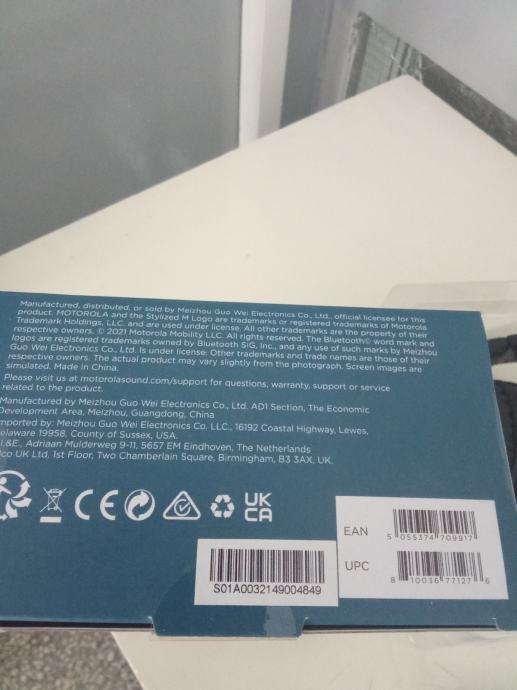 Manufactured, distributed, or sold by Meizhou Guo Wei Electronics Co., Ltd., official licensee for this
product. MOTOROLA and the Stylized M Logo are trademarks or registered trademarks of Motorola
Trademark Holdings, LLC. and are used under license. All other trademarks are the property of their
respective owners. © 2021 Motorola Mobility LLC. All rights reserved. The Bluetooth® word mark and
logos are registered trademarks owned by Bluetooth SIG, Inc., and any use of such marks by Meizhou
Guo Wei Electronics Co., Ltd. Is under license: Other trademarks and trade names are those of their
respective owners. The actual product may vary slightly from the photograph. Screen images are
simulated. Made in China.
Please visit us at motorolasound.com/support for questions, warranty, support or service
related to the product.
Manufactured by Meizhou Guo Wei Electronics Co., Ltd. AD1 Section, The Economic
Development Area, Meizhou, Guangdong, China
mported by: Meizhou Guo Wei Electronics Co., LLC., 16192 Coastal Highway, Lewes,
elaware 19958, County of Sussex, USA.
.I.&E., Adriaan Mulderweg 9-11, 5657 EM Eindhoven, The Netherlands
lco UK Ltd, 1st Floor, Two Chamberlain Square, Birmingham, B3 3AX, UK.
CE
UK
CA
EAN
5 055374 709917
UPC
8 10036 77127 6
S01A0032149004849